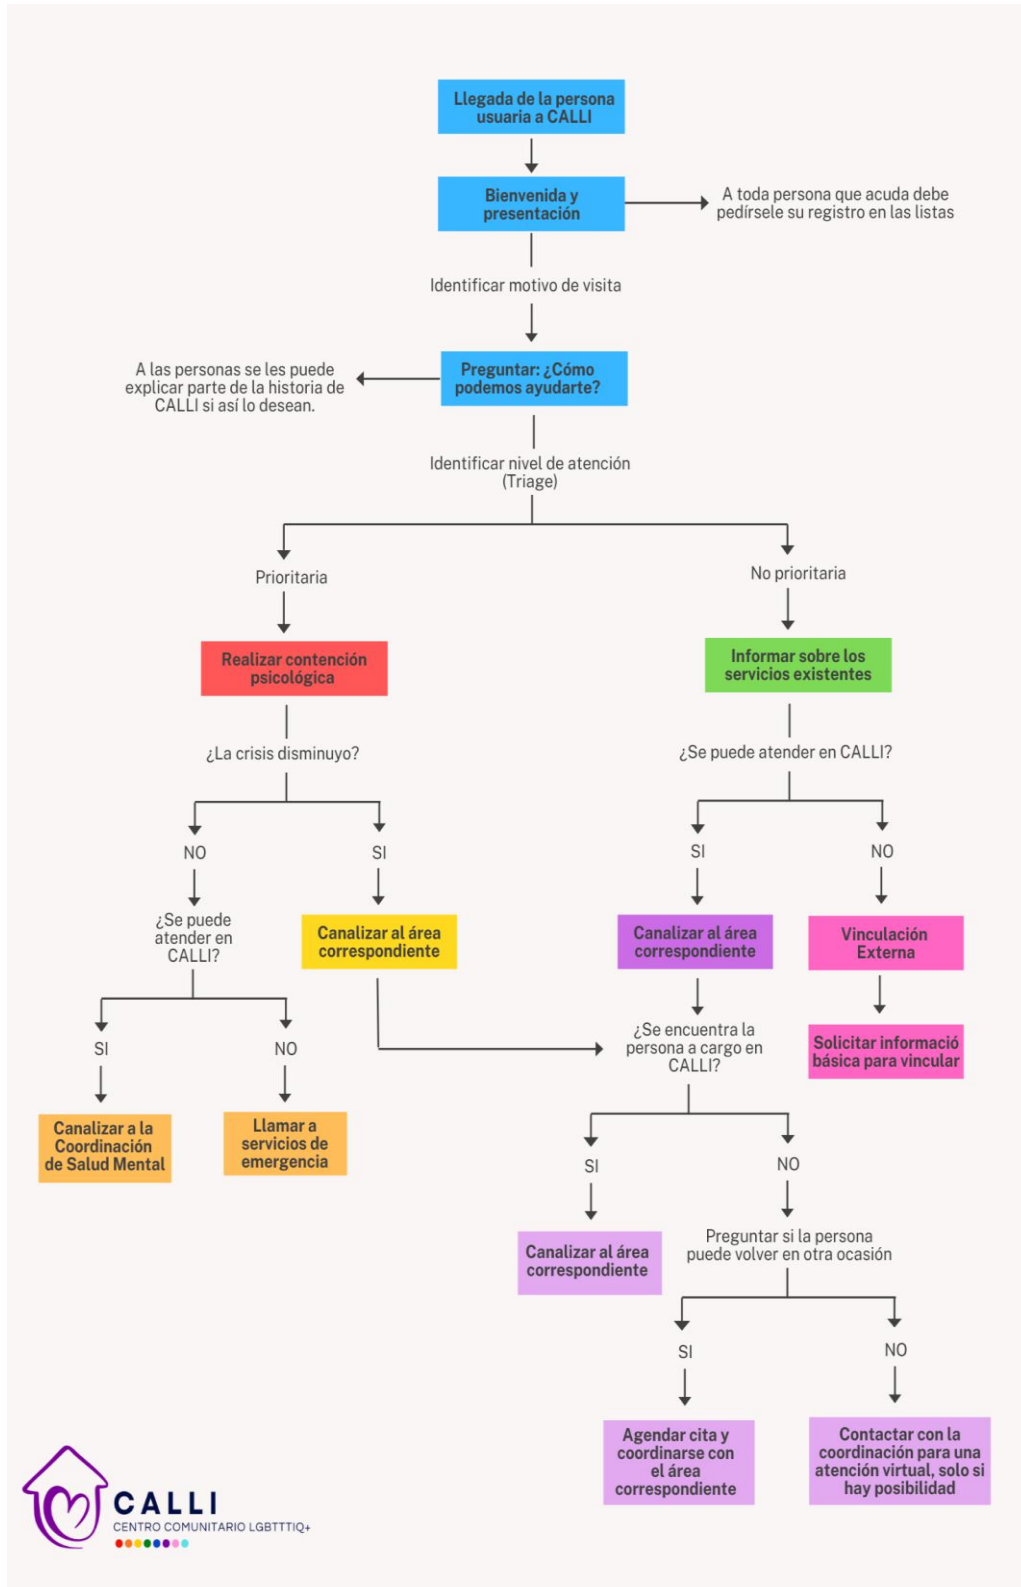 Llegada de la persona
usuaria a CALLI
Bienvenida y
presentación
A toda persona que acuda debe
pedírsele su registro en las listas
Identificar motivo de visita
Preguntar: ¿Cómo
podemos ayudarte?
A las personas se les puede
explicar parte de la historia de
CALLI si así lo desean.
Identificar nivel de atención
(Triage)
Prioritaria
No prioritaria
Realizar contención
psicológica
Informar sobre los
servicios existentes
¿La crisis disminuyo?
¿Se puede atender en CALLI?
NO
SI
SI
NO
¿Se puede
atender en
CALLI?
Canalizar al área
correspondiente
Canalizar al área
correspondiente
Vinculación
Externa
SI
NO
¿Se encuentra la
persona a cargo en
CALLI?
Solicitar informació
básica para vincular
Canalizar a la
Coordinación
de Salud Mental
Llamar a
servicios de
emergencia
SI
NO
Canalizar al área
correspondiente
Preguntar si la persona
puede volver en otra ocasión
SI
NO
Agendar cita y
coordinarse con
el área
correspondiente
Contactar con la
coordinación para una
atención virtual, solo si
hay posibilidad
CALLI
CENTRO COMUNITARIO LGBTTTIQ+